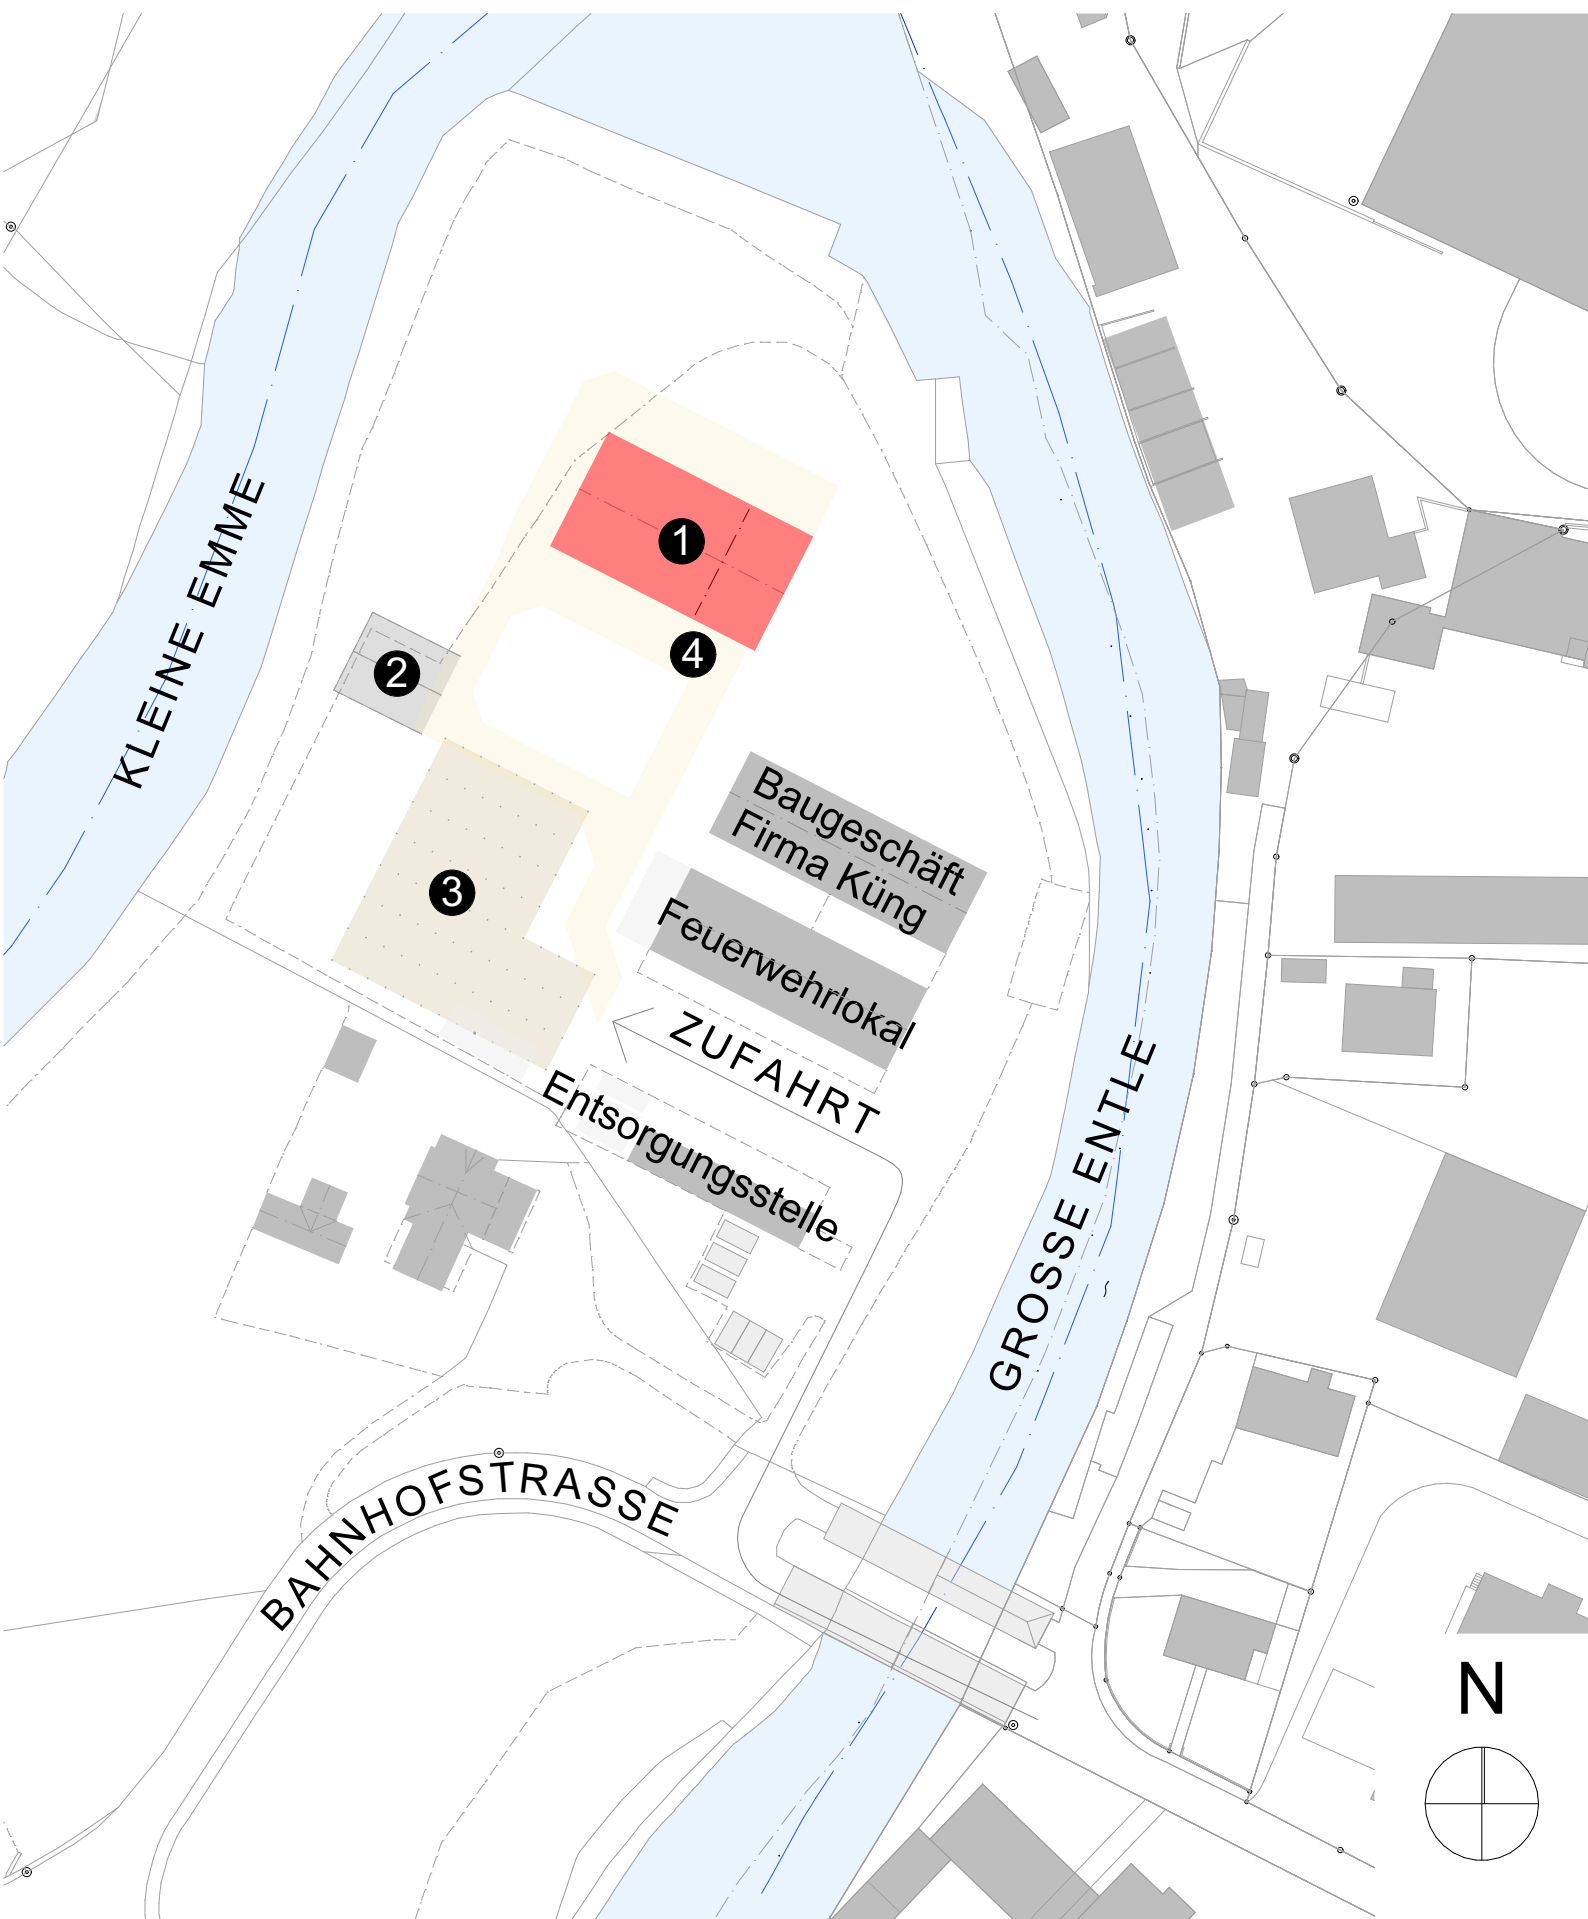 KLEINE EMME
1
2
4
3
Baugeschäft
Firma Küng
Feuerwehrlokal
ZUFAHRT
Entsorgungsstelle
GROSSE ENTLE
BAHNHOFSTRASSE
N